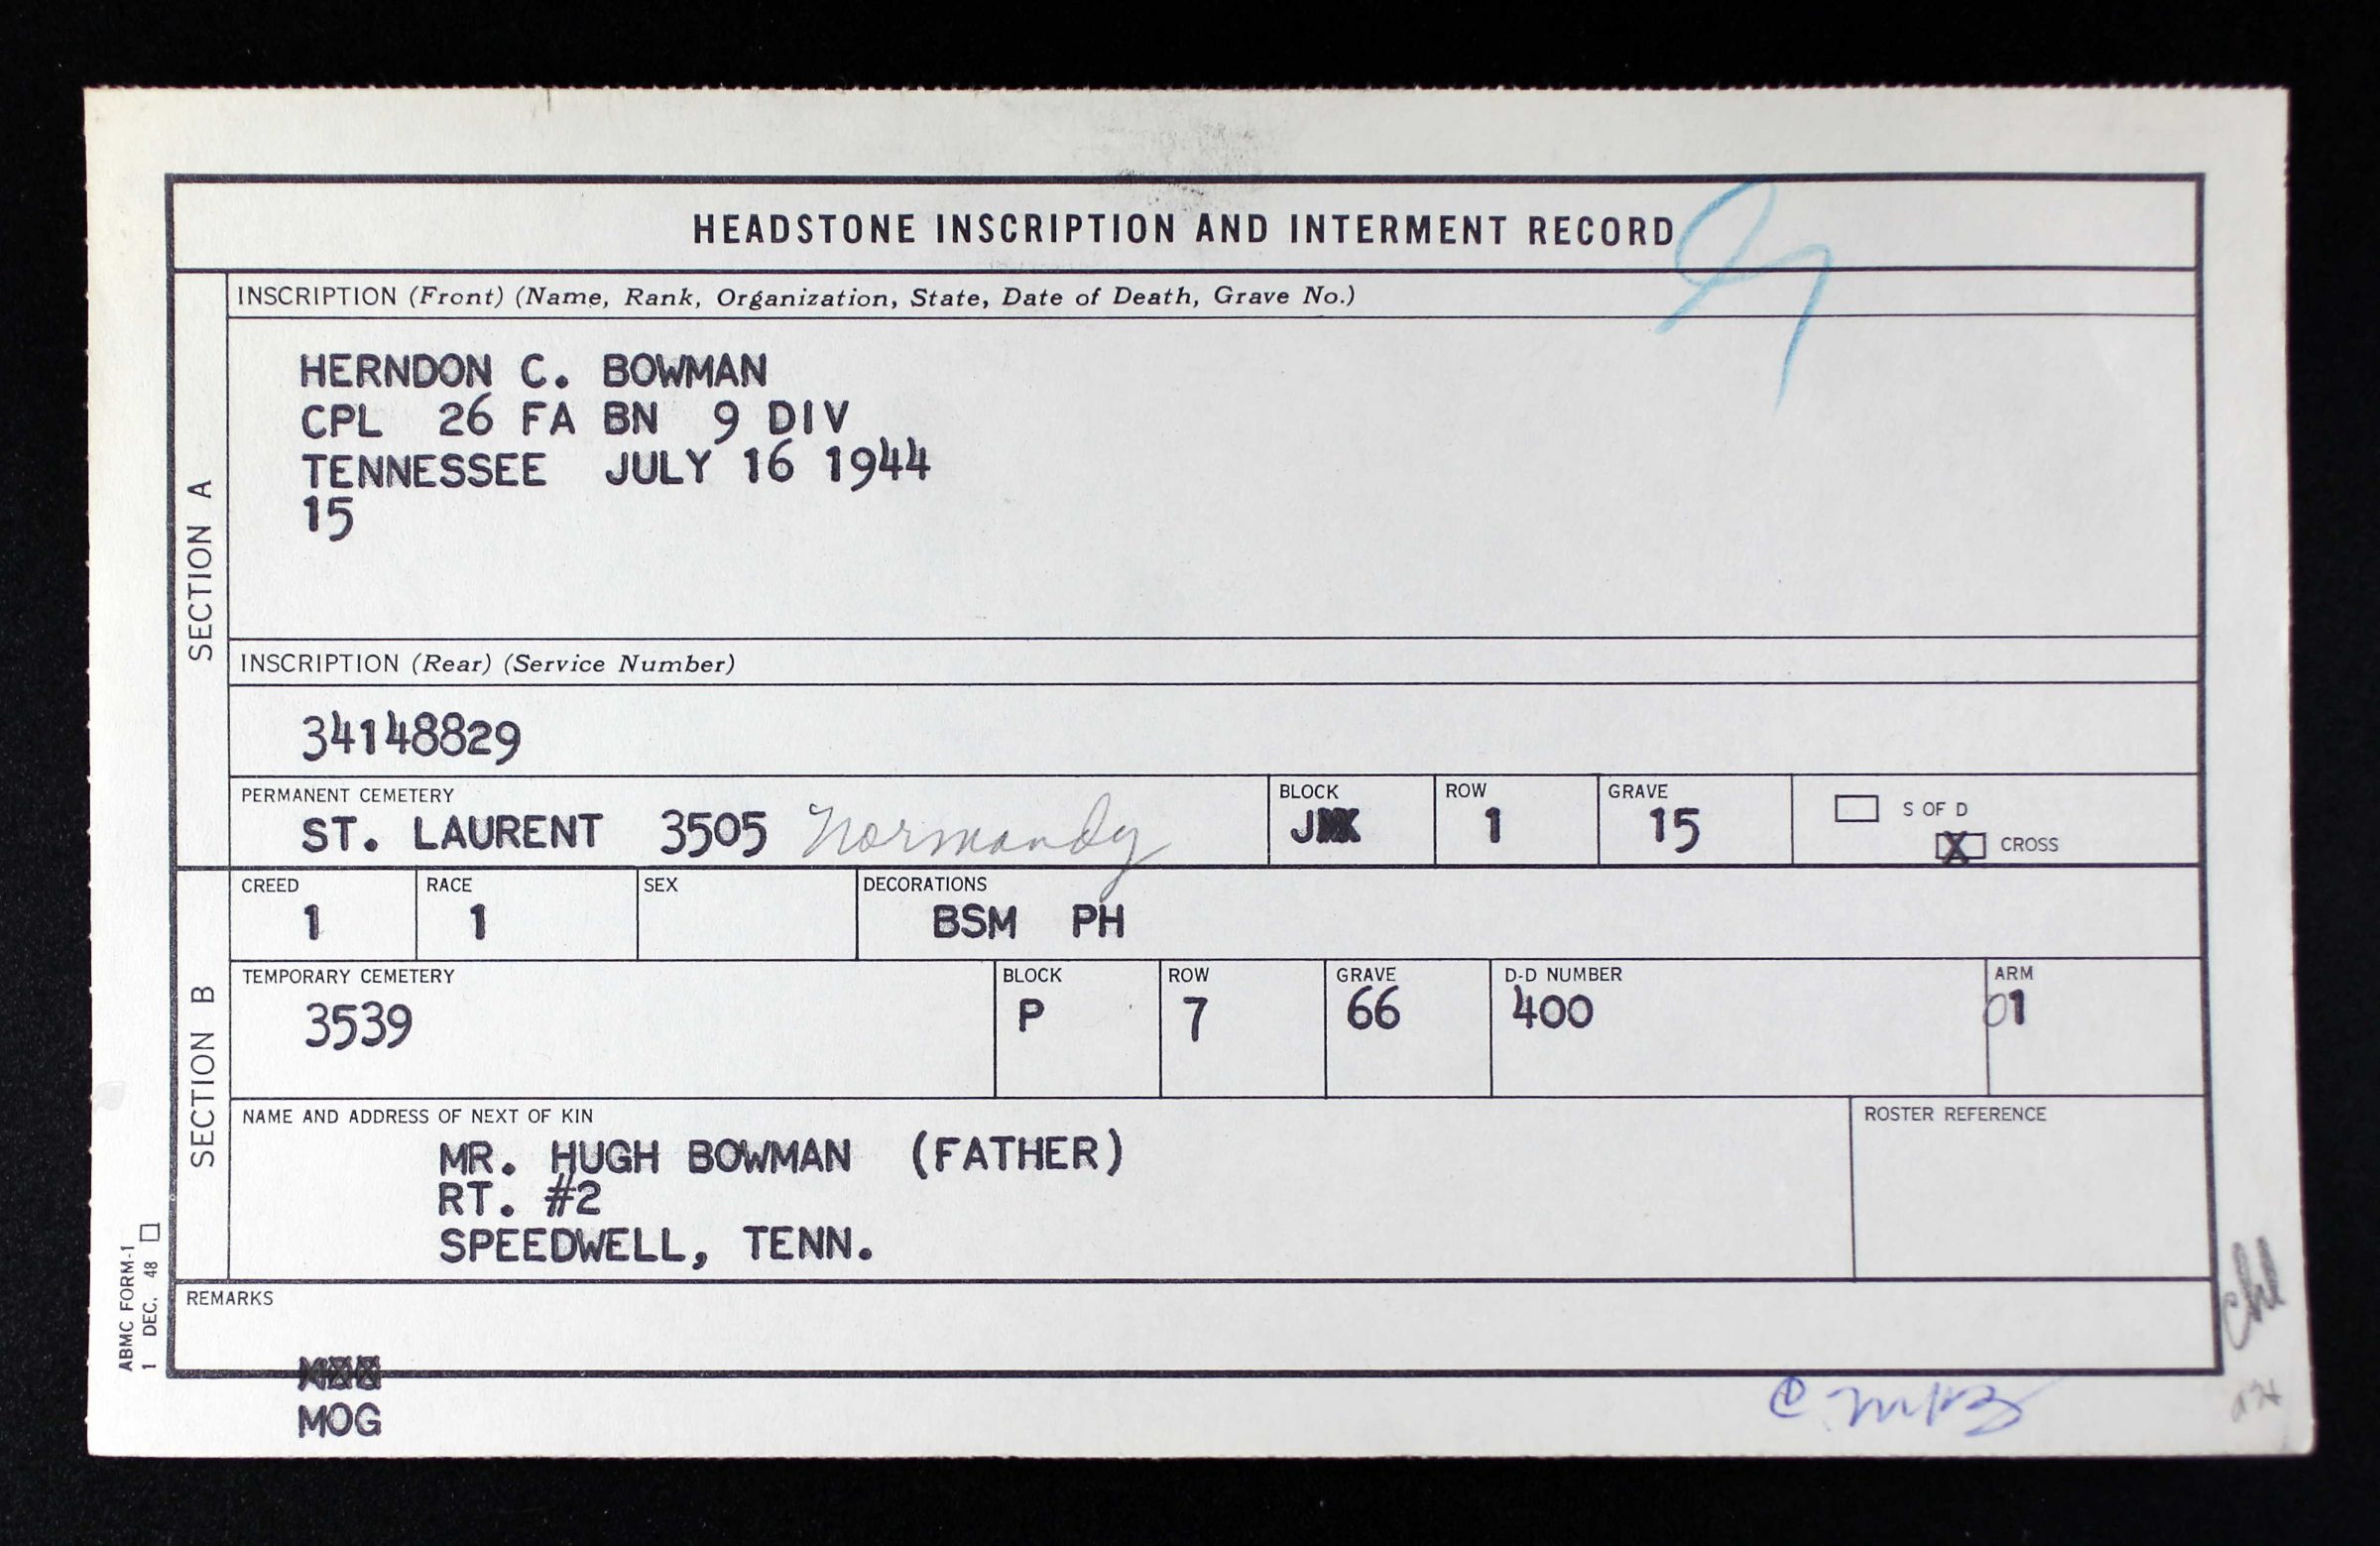 HEADSTONE INSCRIPTION AND INTERMENT RECORD
SECTION A
INSCRIPTION (Front) (Name, Rank, Organization, State, Date of Death, Grave No.)
HERNDON C. BOWMAN
CPL 26 FA BN 9 DIV
TENNESSEE JULY 16 1944
15
INSCRIPTION (Rear) (Service Number)
34148829
PERMANENT CEMETERY BLOCK ROW GRAVE
S OF D
ST. LAURENT 3505 Normandy J 1 15
X CROSS
SECTION B
CREED RACE SEX DECORATIONS
1 1 BSM PH
TEMPORARY CEMETERY BLOCK ROW GRAVE D-D NUMBER ARM
3539 P 7 66 400 01
NAME AND ADDRESS OF NEXT OF KIN ROSTER REFERENCE
MR. HUGH BOWMAN (FATHER)
RT. #2
SPEEDWELL, TENN.
REMARKS
MOG
ABMC FORM-1
1 DEC. 48